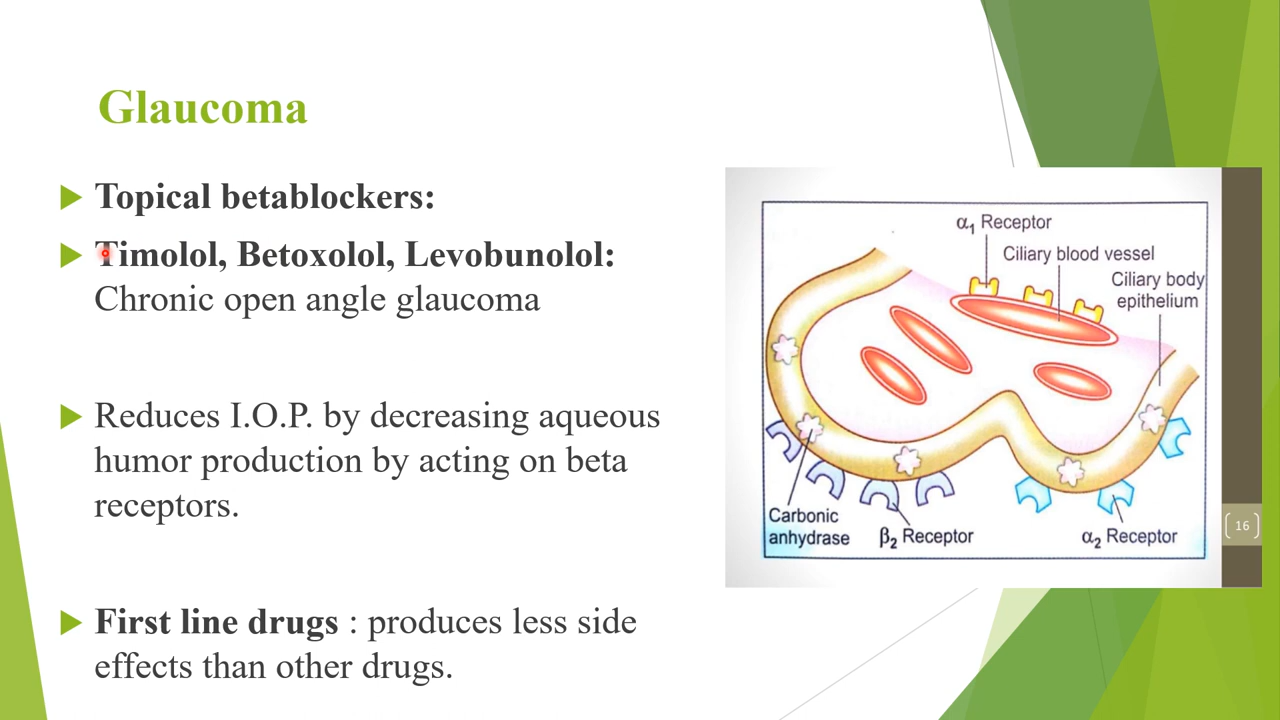 Glaucoma
Topical betablockers:
Timolol, Betoxolol, Levobunolol:
Chronic open angle glaucoma
Reduces I.O.P. by decreasing aqueous
humor production by acting on beta
receptors.
First line drugs : produces less side
effects than other drugs.
α1 Receptor
Ciliary blood vessel
Ciliary body
epithelium
Carbonic
anhydrase
β2 Receptor
α2 Receptor
16